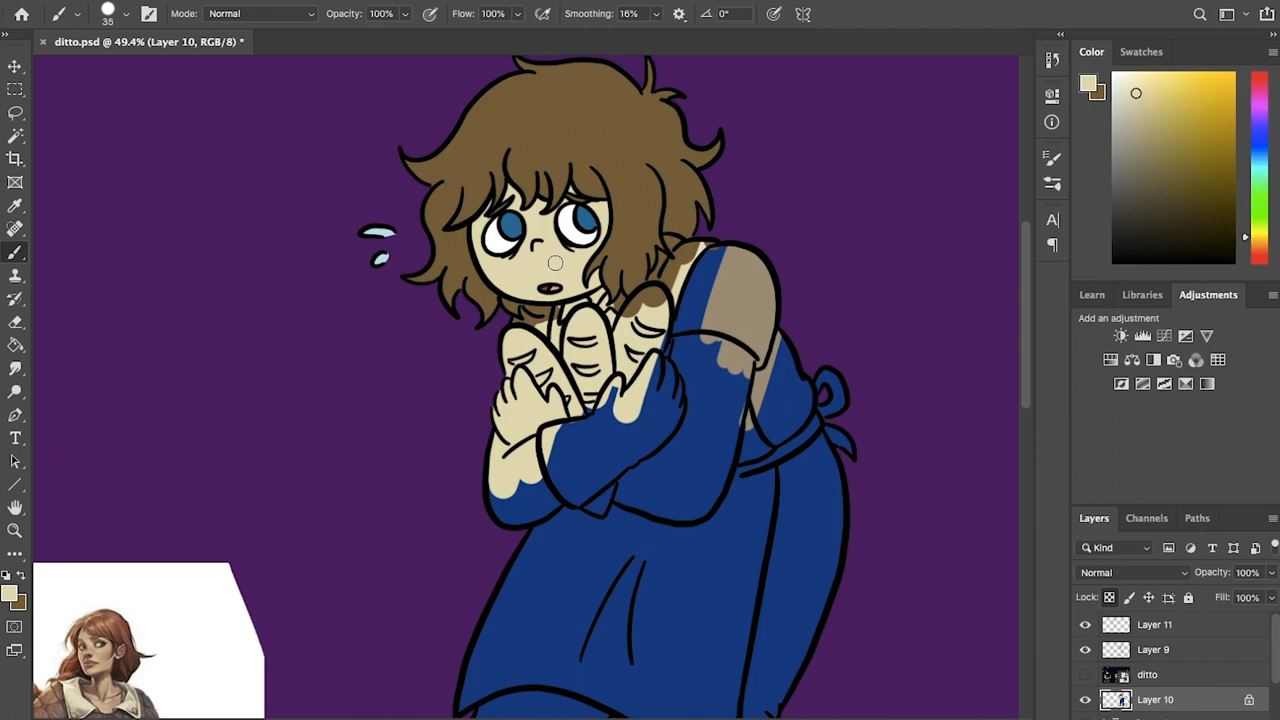 35
Mode: Normal
Opacity: 100%
Flow: 100%
Smoothing: 16%
0°
ditto.psd @ 49.4% (Layer 10, RGB/8) *
Color
Swatches
Learn
Libraries
Adjustments
Add an adjustment
Layers
Channels
Paths
Kind
Normal
Opacity: 100%
Lock:
Fill: 100%
Layer 11
Layer 9
ditto
Layer 10